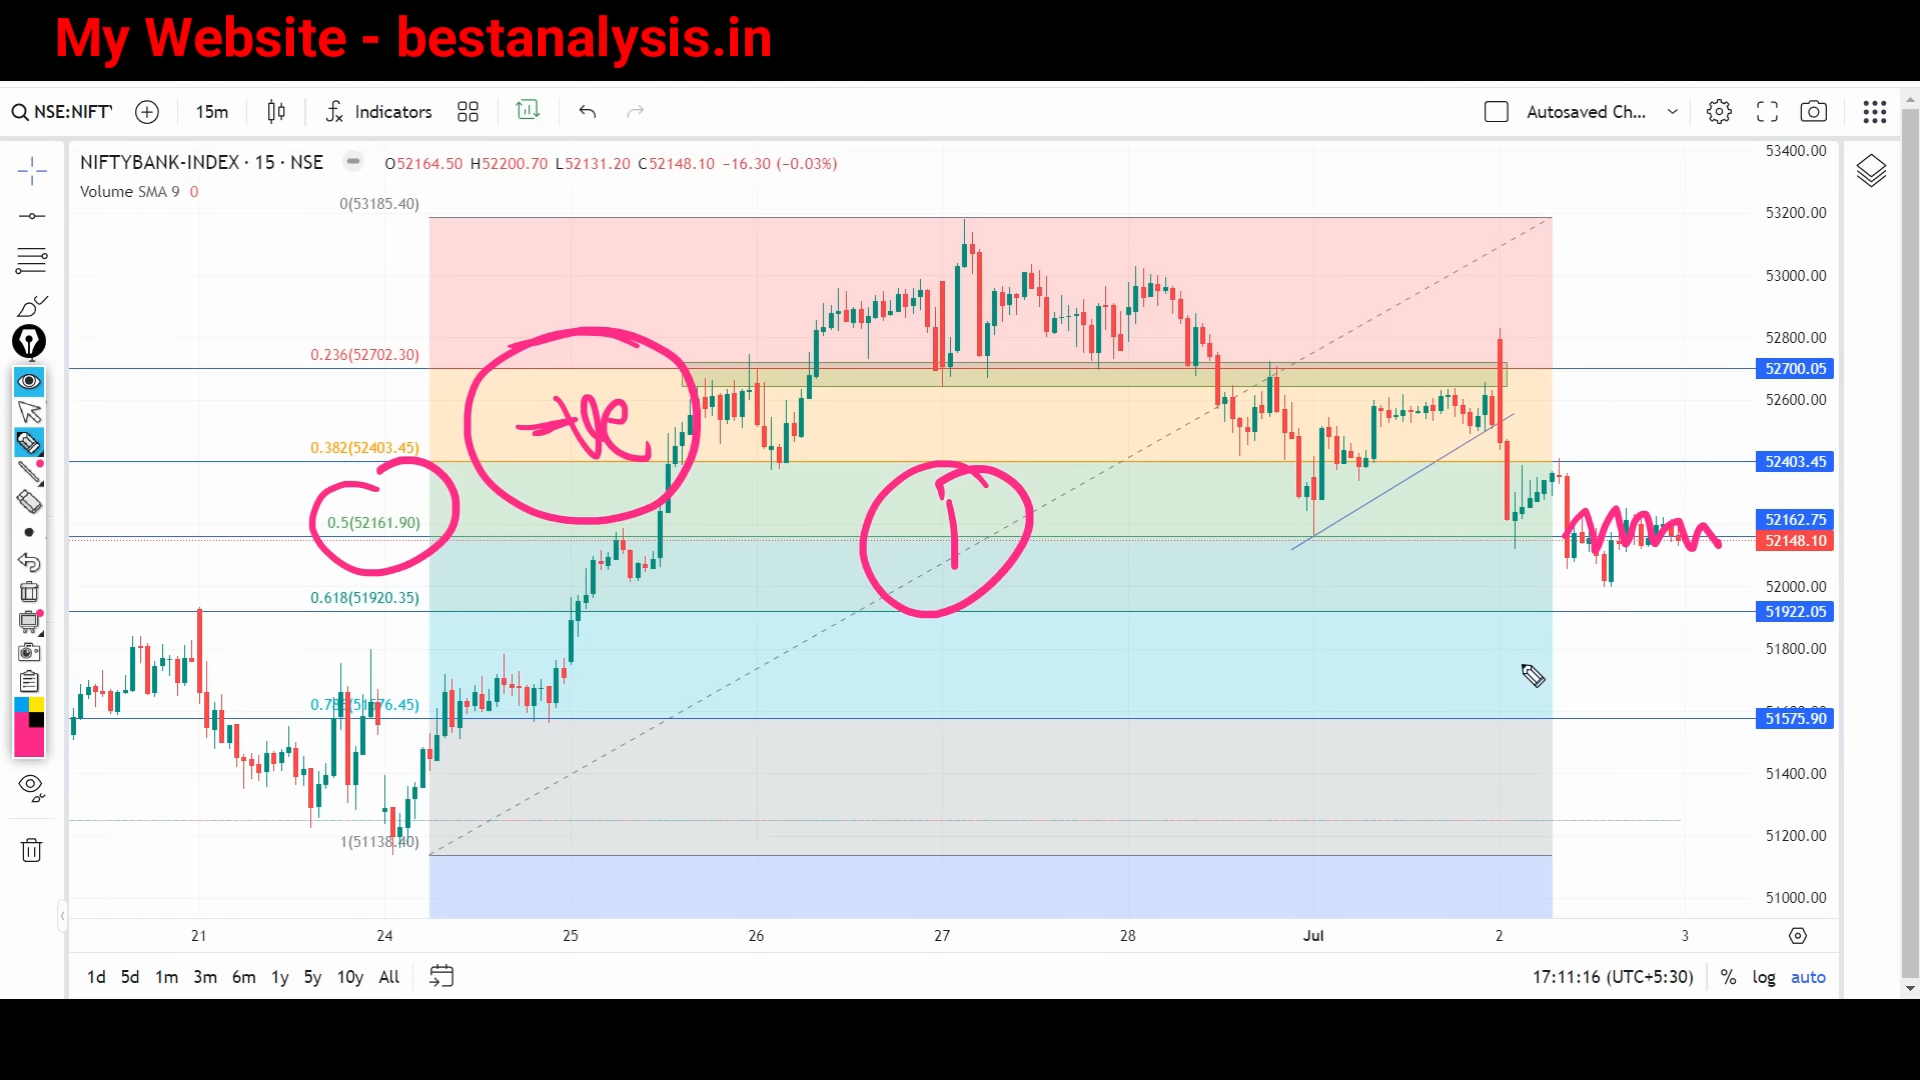 My Website - bestanalysis.in
NSE:NIFT
15m
Indicators
Autosaved Ch...
NIFTYBANK-INDEX · 15 · NSE
O52164.50 H52200.70 L52131.20 C52148.10 −16.30 (−0.03%)
Volume SMA 9 0
0(53185.40)
0.236(52702.30)
0.382(52403.45)
0.5(52161.90)
0.618(51920.35)
1(51138.40)
-ve
53400.00
53200.00
53000.00
52800.00
52700.05
52600.00
52403.45
52162.75
52148.10
52000.00
51922.05
51800.00
51575.90
51400.00
51200.00
51000.00
21 24 25 26 27 28 Jul 2 3
1d 5d 1m 3m 6m 1y 5y 10y All
17:11:16 (UTC+5:30) % log auto